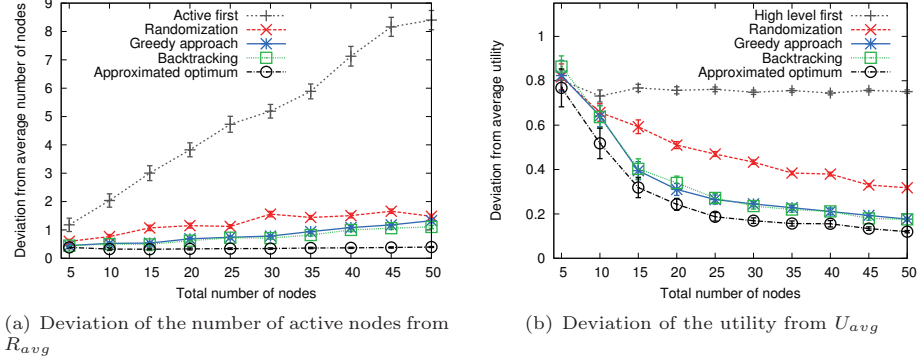 Active first
Randomization
Greedy approach
Backtracking
Approximated optimum
Deviation from average number of nodes
9
8
7
6
5
4
3
2
1
0
5 10 15 20 25 30 35 40 45 50
Total number of nodes
(a) Deviation of the number of active nodes from
R_avg
High level first
Randomization
Greedy approach
Backtracking
Approximated optimum
Deviation from average utility
1
0.8
0.6
0.4
0.2
0
5 10 15 20 25 30 35 40 45 50
Total number of nodes
(b) Deviation of the utility from U_avg